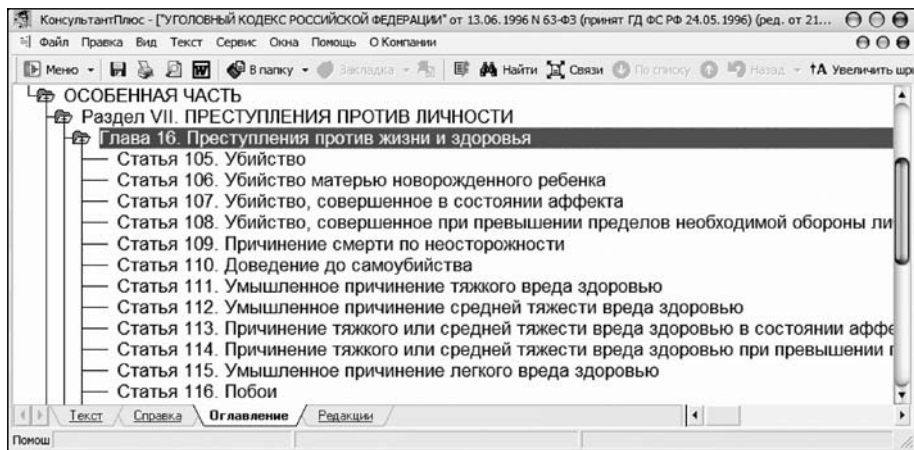 КонсультантПлюс - ["УГОЛОВНЫЙ КОДЕКС РОССИЙСКОЙ ФЕДЕРАЦИИ" от 13.06.1996 N 63-ФЗ (принят ГД ФС РФ 24.05.1996) (ред. от 21...
Файл Правка Вид Текст Сервис Окна Помощь О Компании
Меню В папку Закладка Найти Связи По списку Назад Увеличить шри
ОСОБЕННАЯ ЧАСТЬ
Раздел VII. ПРЕСТУПЛЕНИЯ ПРОТИВ ЛИЧНОСТИ
Глава 16. Преступления против жизни и здоровья
Статья 105. Убийство
Статья 106. Убийство матерью новорожденного ребенка
Статья 107. Убийство, совершенное в состоянии аффекта
Статья 108. Убийство, совершенное при превышении пределов необходимой обороны ли
Статья 109. Причинение смерти по неосторожности
Статья 110. Доведение до самоубийства
Статья 111. Умышленное причинение тяжкого вреда здоровью
Статья 112. Умышленное причинение средней тяжести вреда здоровью
Статья 113. Причинение тяжкого или средней тяжести вреда здоровью в состоянии аффе
Статья 114. Причинение тяжкого или средней тяжести вреда здоровью при превышении п
Статья 115. Умышленное причинение легкого вреда здоровью
Статья 116. Побои
Текст Справка Оглавление Редакции
Помощ